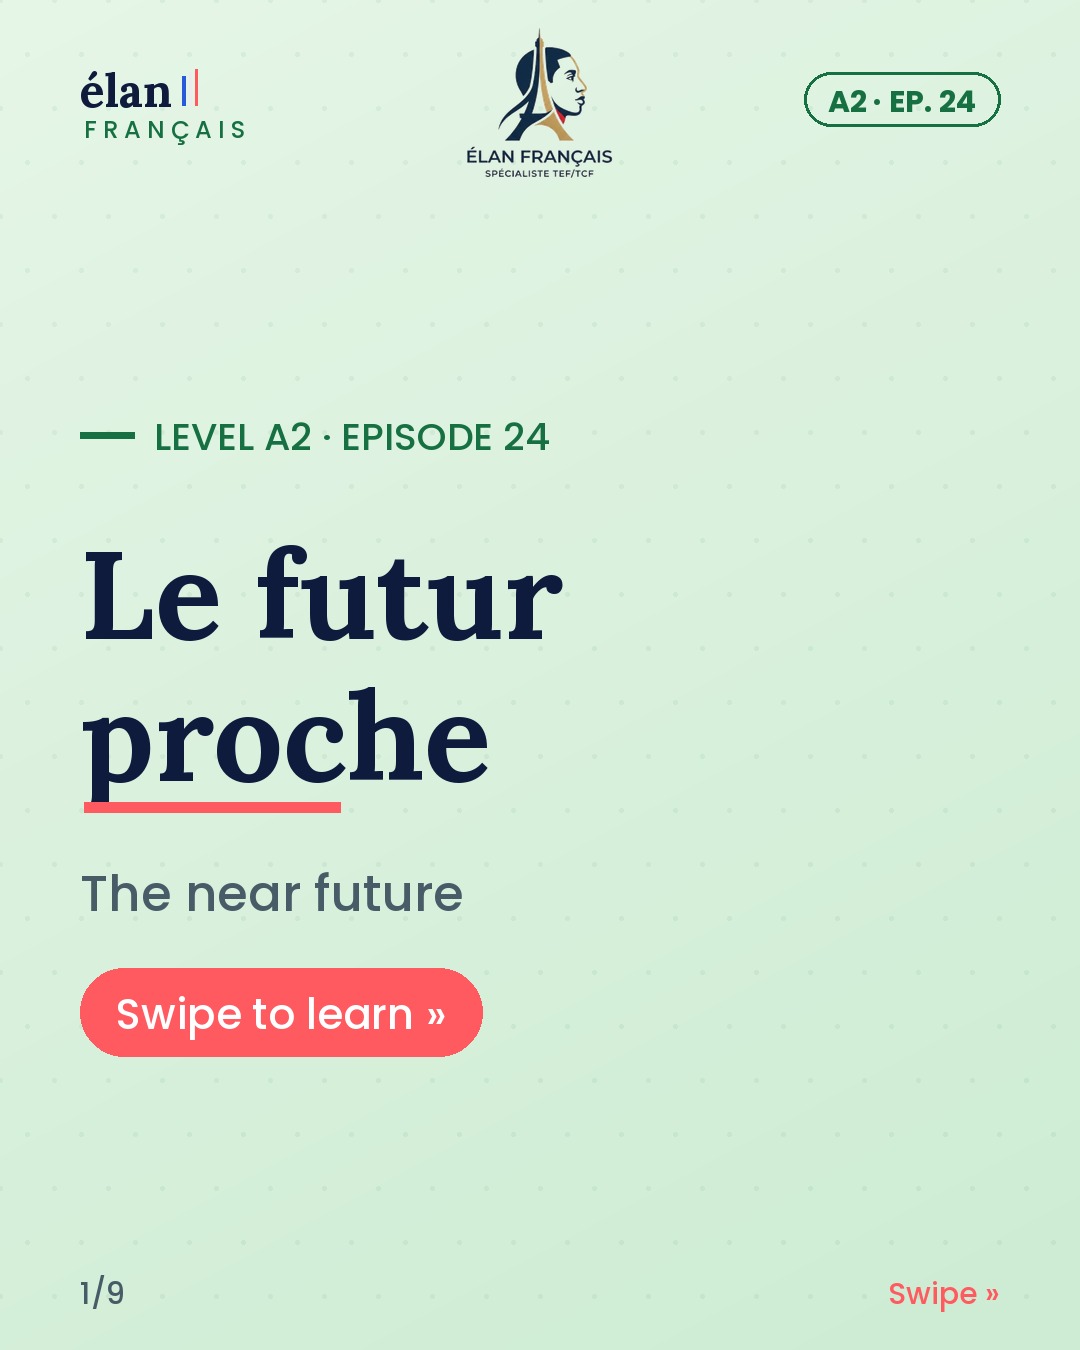 élan
FRANÇAIS
ÉLAN FRANÇAIS
SPÉCIALISTE TEF/TCF
A2 · EP. 24
LEVEL A2 · EPISODE 24
Le futur
proche
The near future
Swipe to learn »
1/9
Swipe »